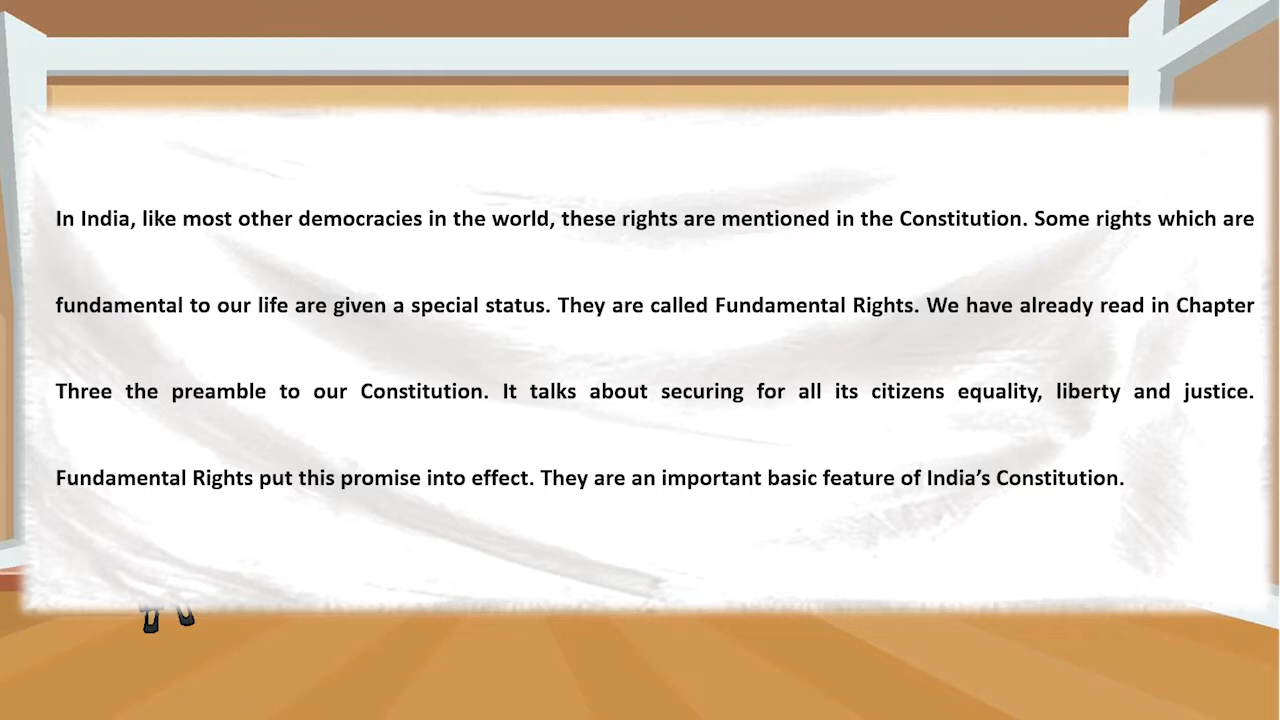 In India, like most other democracies in the world, these rights are mentioned in the Constitution. Some rights which are
fundamental to our life are given a special status. They are called Fundamental Rights. We have already read in Chapter
Three the preamble to our Constitution. It talks about securing for all its citizens equality, liberty and justice.
Fundamental Rights put this promise into effect. They are an important basic feature of India’s Constitution.